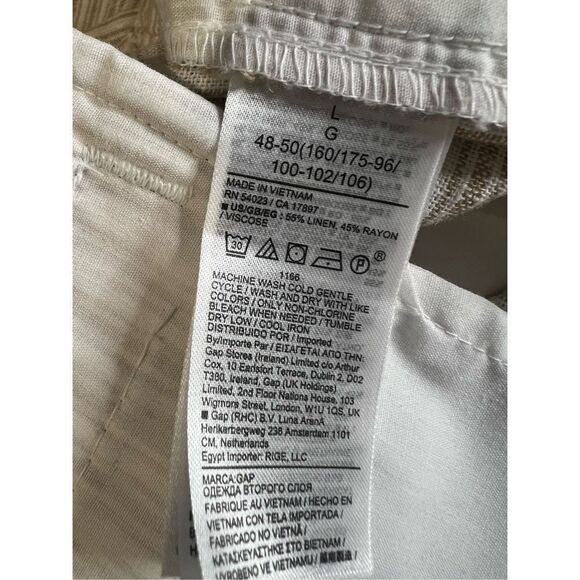 L
G
48-50(160/175-96/
100-102/106)
MADE IN VIETNAM
RN 54023 / CA 17897
■ US/GB/EG : 55% LINEN, 45% RAYON
/ VISCOSE
30
P
®
1166
MACHINE WASH COLD GENTLE
CYCLE / WASH AND DRY WITH LIKE
COLORS / ONLY NON-CHLORINE
BLEACH WHEN NEEDED / TUMBLE
DRY LOW / COOL IRON
DISTRIBUIDO POR / Imported
By/Importe Par / ΕΙΣΑΓΕΤΑΙ ΑΠΟ ΤΗΝ:
Gap Stores (Ireland) Limited c/o Arthur
Cox, 10 Earlsfort Terrace, Dublin 2, D02
T380, Ireland, Gap (UK Holdings)
Limited, 2nd Floor Nations House, 103
Wigmore Street, London, W1U 1QS, UK
■ Gap (RHC) B.V. Luna ArenA
Herikerbergweg 238 Amsterdam 1101
CM, Netherlands
Egypt Importer: RIGE, LLC
MARCA:GAP
ОДЕЖДА ВТОРОГО СЛОЯ
FABRIQUE AU VIETNAM / HECHO EN
VIETNAM CON TELA IMPORTADA /
FABRICADO NO VIETNÃ /
ΚΑΤΑΣΚΕΥΑΣΤΗΚΕ ΣΤΟ ΒΙΕΤΝΑΜ /
VYROBENO VE VIETNAMU /